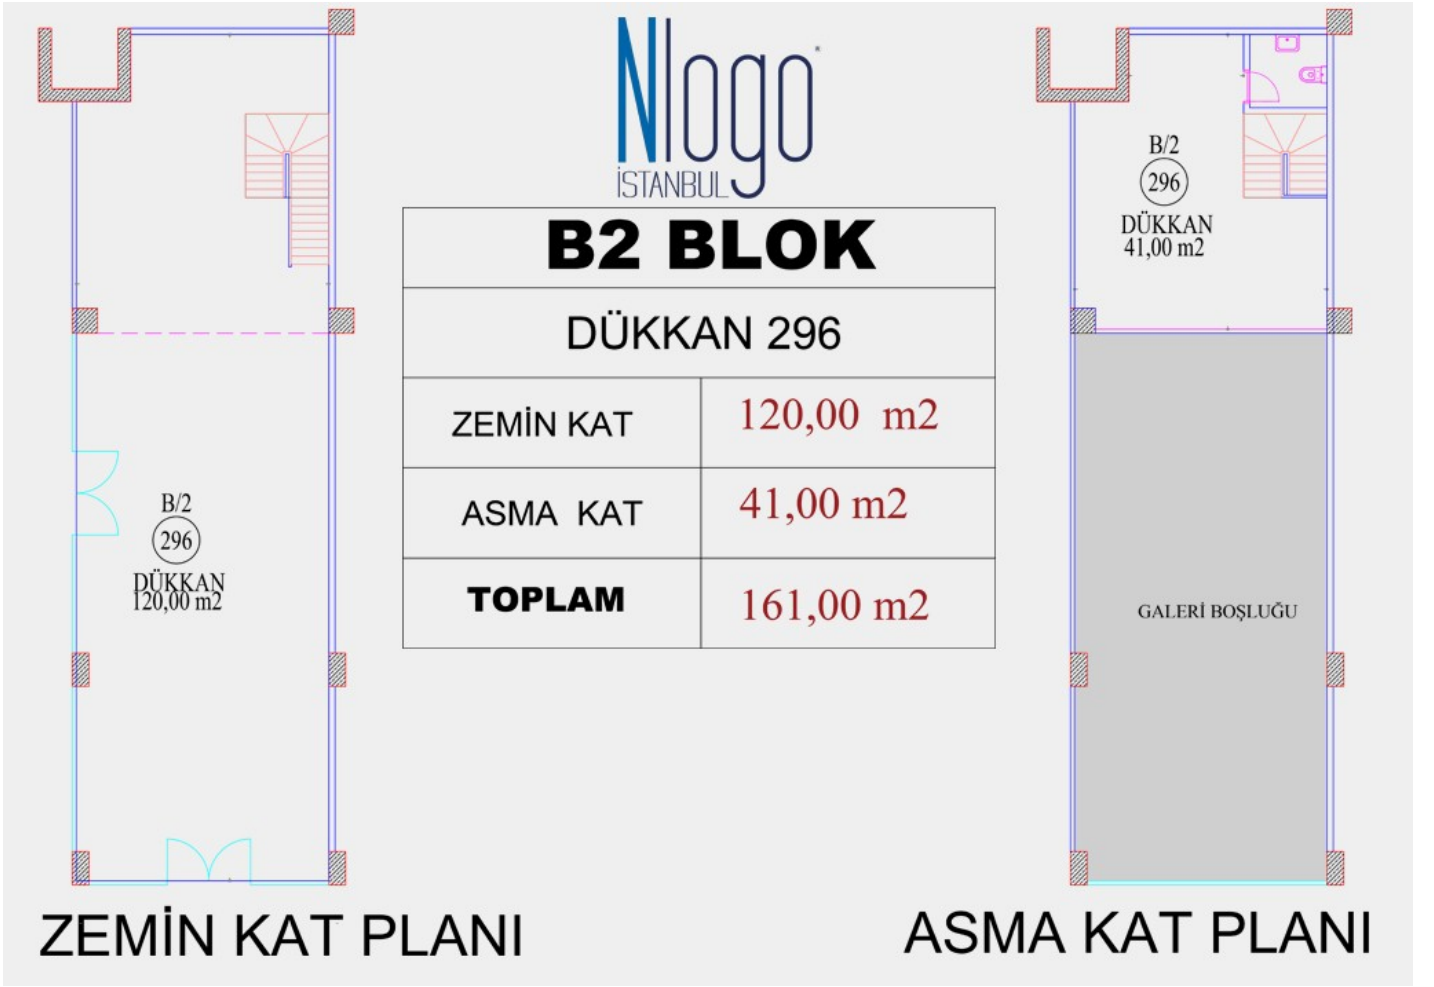 Nlogo
İSTANBUL
B2 BLOK
DÜKKAN 296
ZEMİN KAT 120,00 m2
ASMA KAT 41,00 m2
TOPLAM 161,00 m2
B/2
296
DÜKKAN
120,00 m2
ZEMİN KAT PLANI
B/2
296
DÜKKAN
41,00 m2
GALERİ BOŞLUĞU
ASMA KAT PLANI